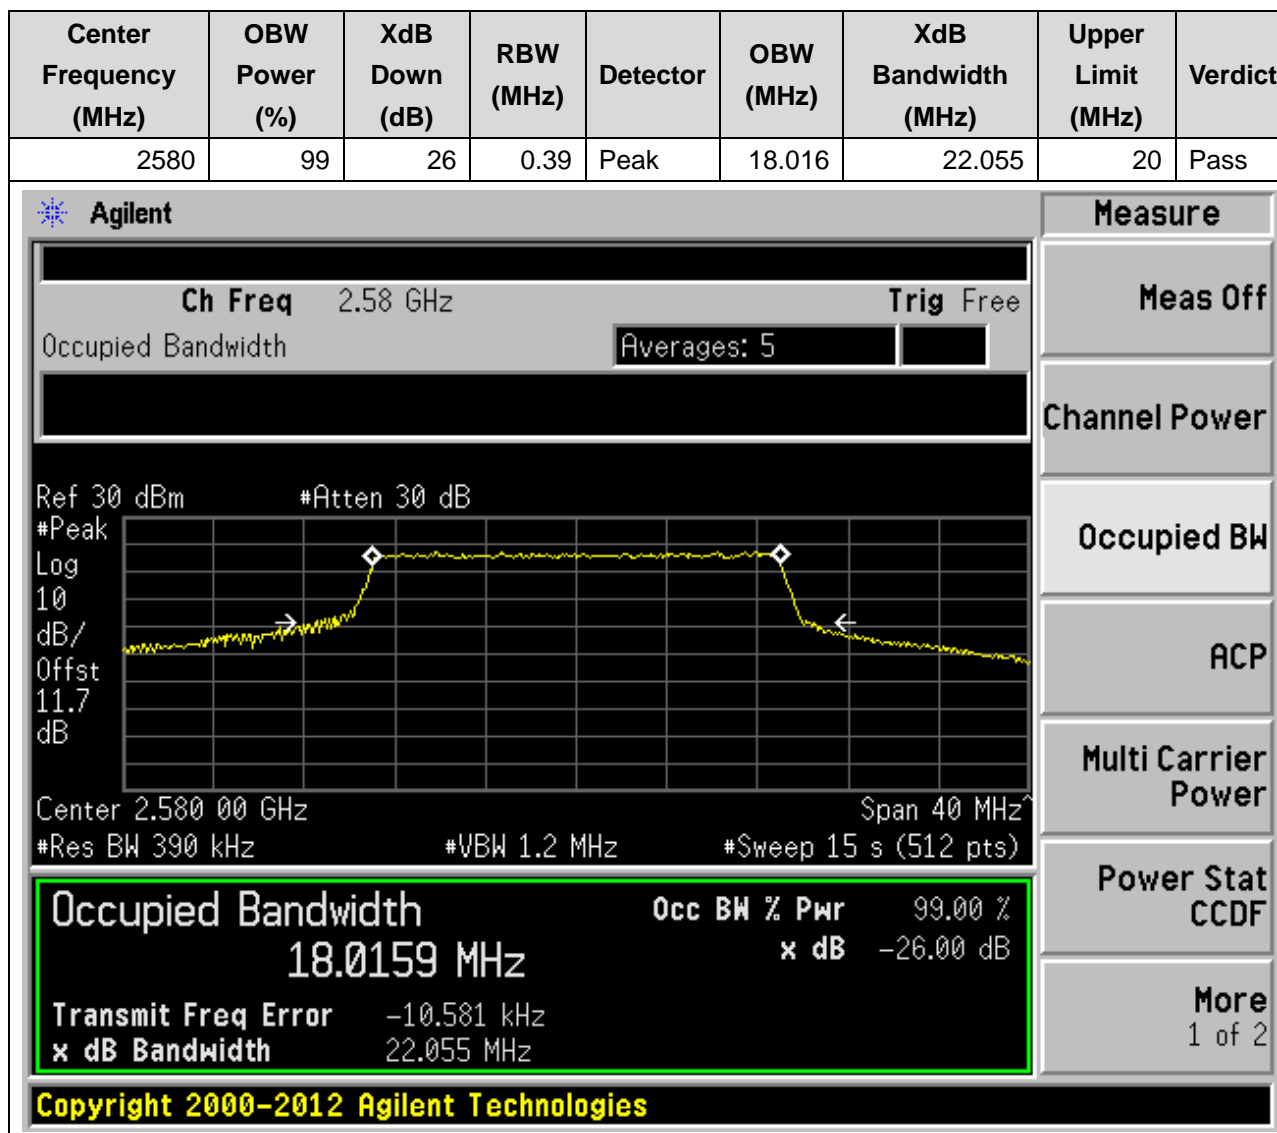 Center Frequency (MHz) OBW Power (%) XdB Down (dB) RBW (MHz) Detector OBW (MHz) XdB Bandwidth (MHz) Upper Limit (MHz) Verdict
2580 99 26 0.39 Peak 18.016 22.055 20 Pass
Agilent
Measure
Ch Freq 2.58 GHz Trig Free
Occupied Bandwidth Averages: 5
Ref 30 dBm #Atten 30 dB
#Peak
Log
10
dB/
Offst
11.7
dB
Center 2.580 00 GHz Span 40 MHz^
#Res BW 390 kHz #VBW 1.2 MHz #Sweep 15 s (512 pts)
Occupied Bandwidth Occ BW % Pwr 99.00 %
18.0159 MHz x dB -26.00 dB
Transmit Freq Error -10.581 kHz
x dB Bandwidth 22.055 MHz
Meas Off
Channel Power
Occupied BW
ACP
Multi Carrier
Power
Power Stat
CCDF
More
1 of 2
Copyright 2000-2012 Agilent Technologies